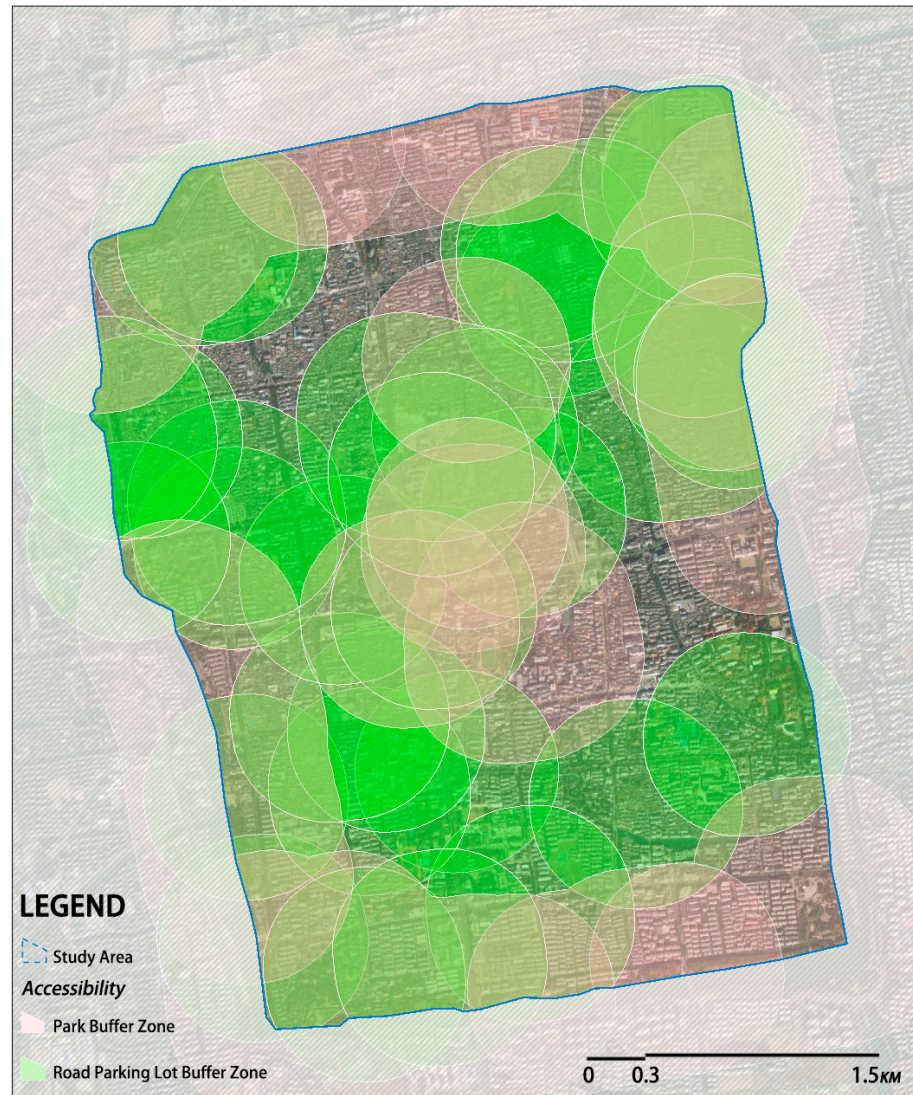 LEGEND
Study Area
Accessibility
Park Buffer Zone
Road Parking Lot Buffer Zone
0 0.3 1.5KM